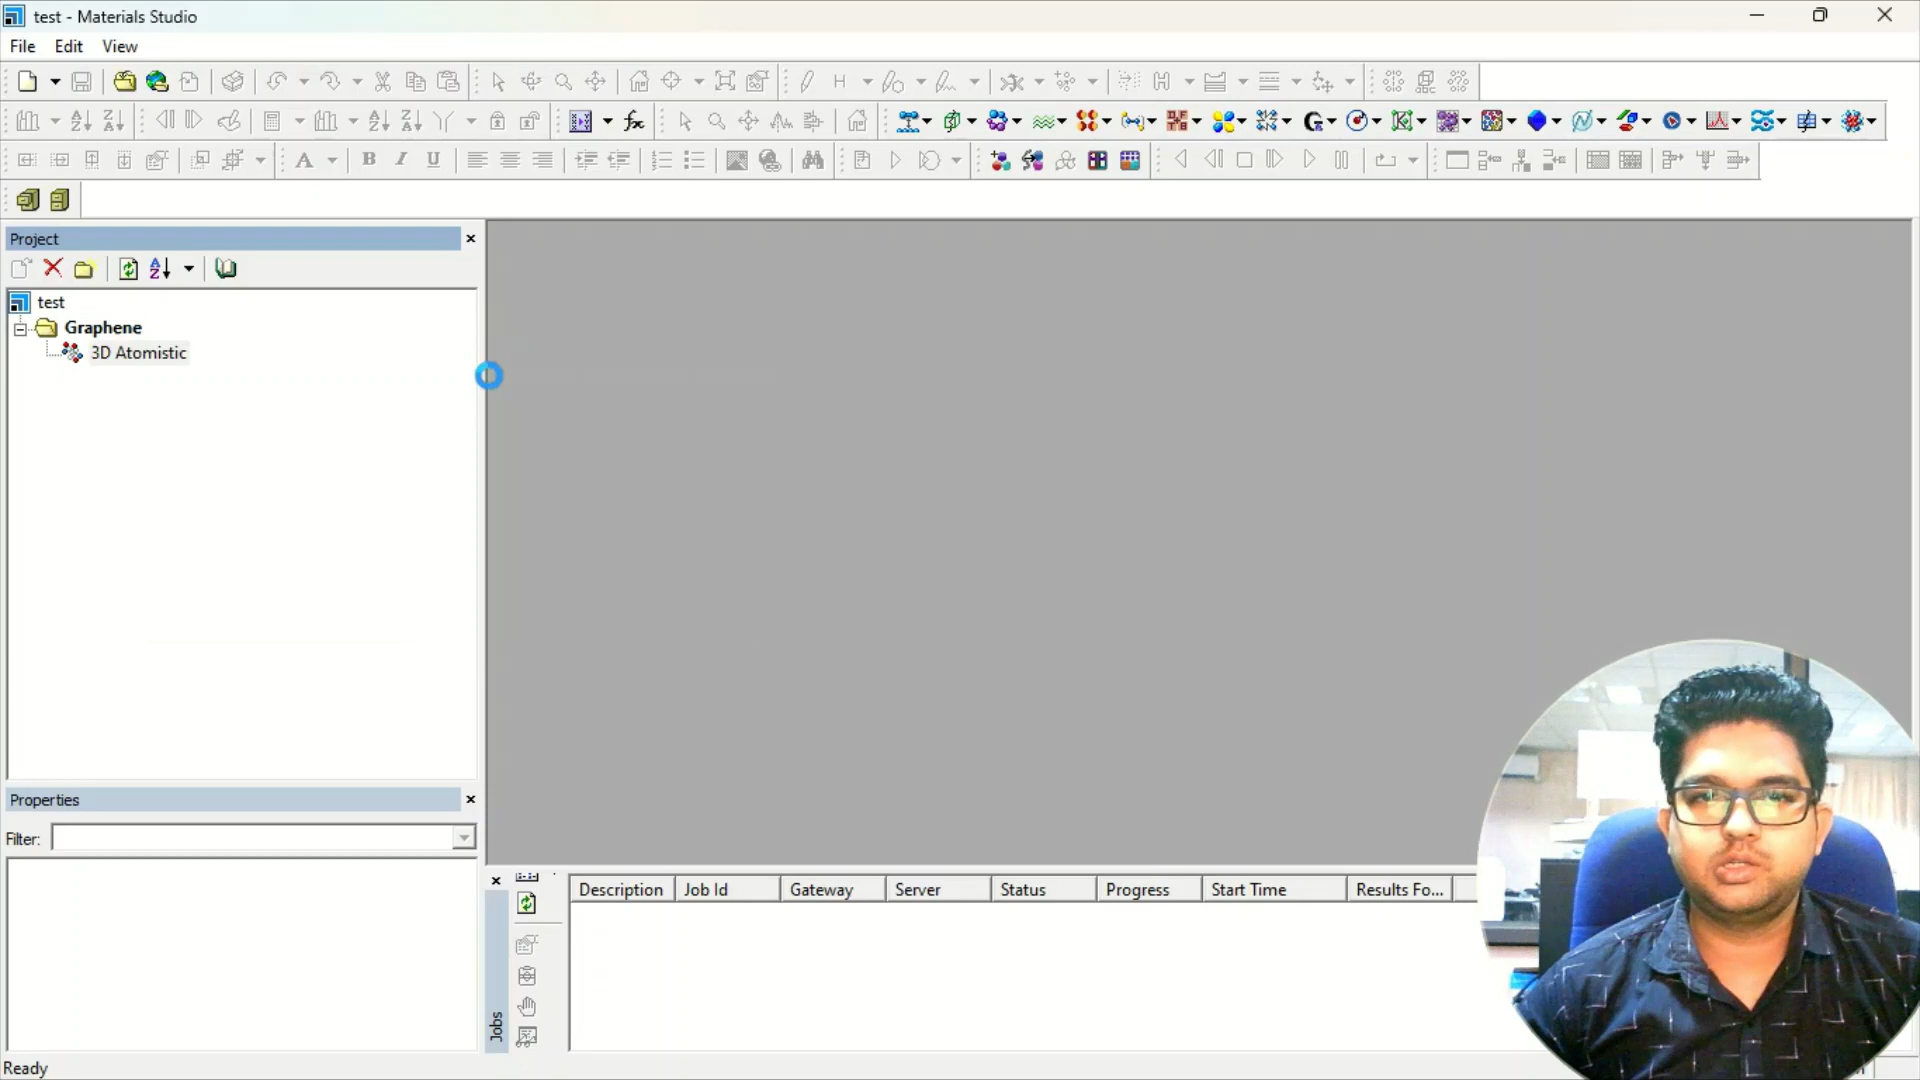 test - Materials Studio
File Edit View
Project
test
Graphene
3D Atomistic
Properties
Filter:
Description Job Id Gateway Server Status Progress Start Time Results Fo...
Jobs
Ready